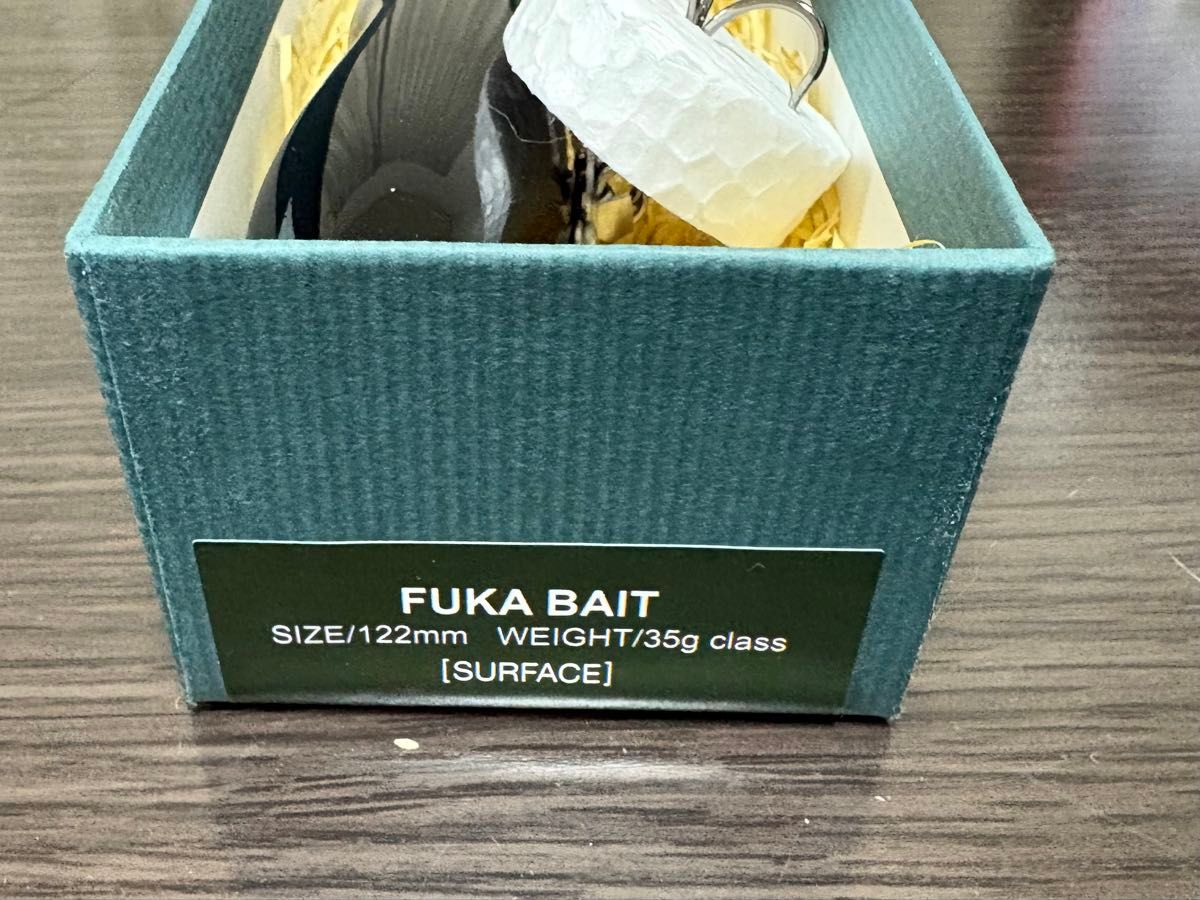 FUKA BAIT
SIZE/122mm WEIGHT/35g class
[SURFACE]